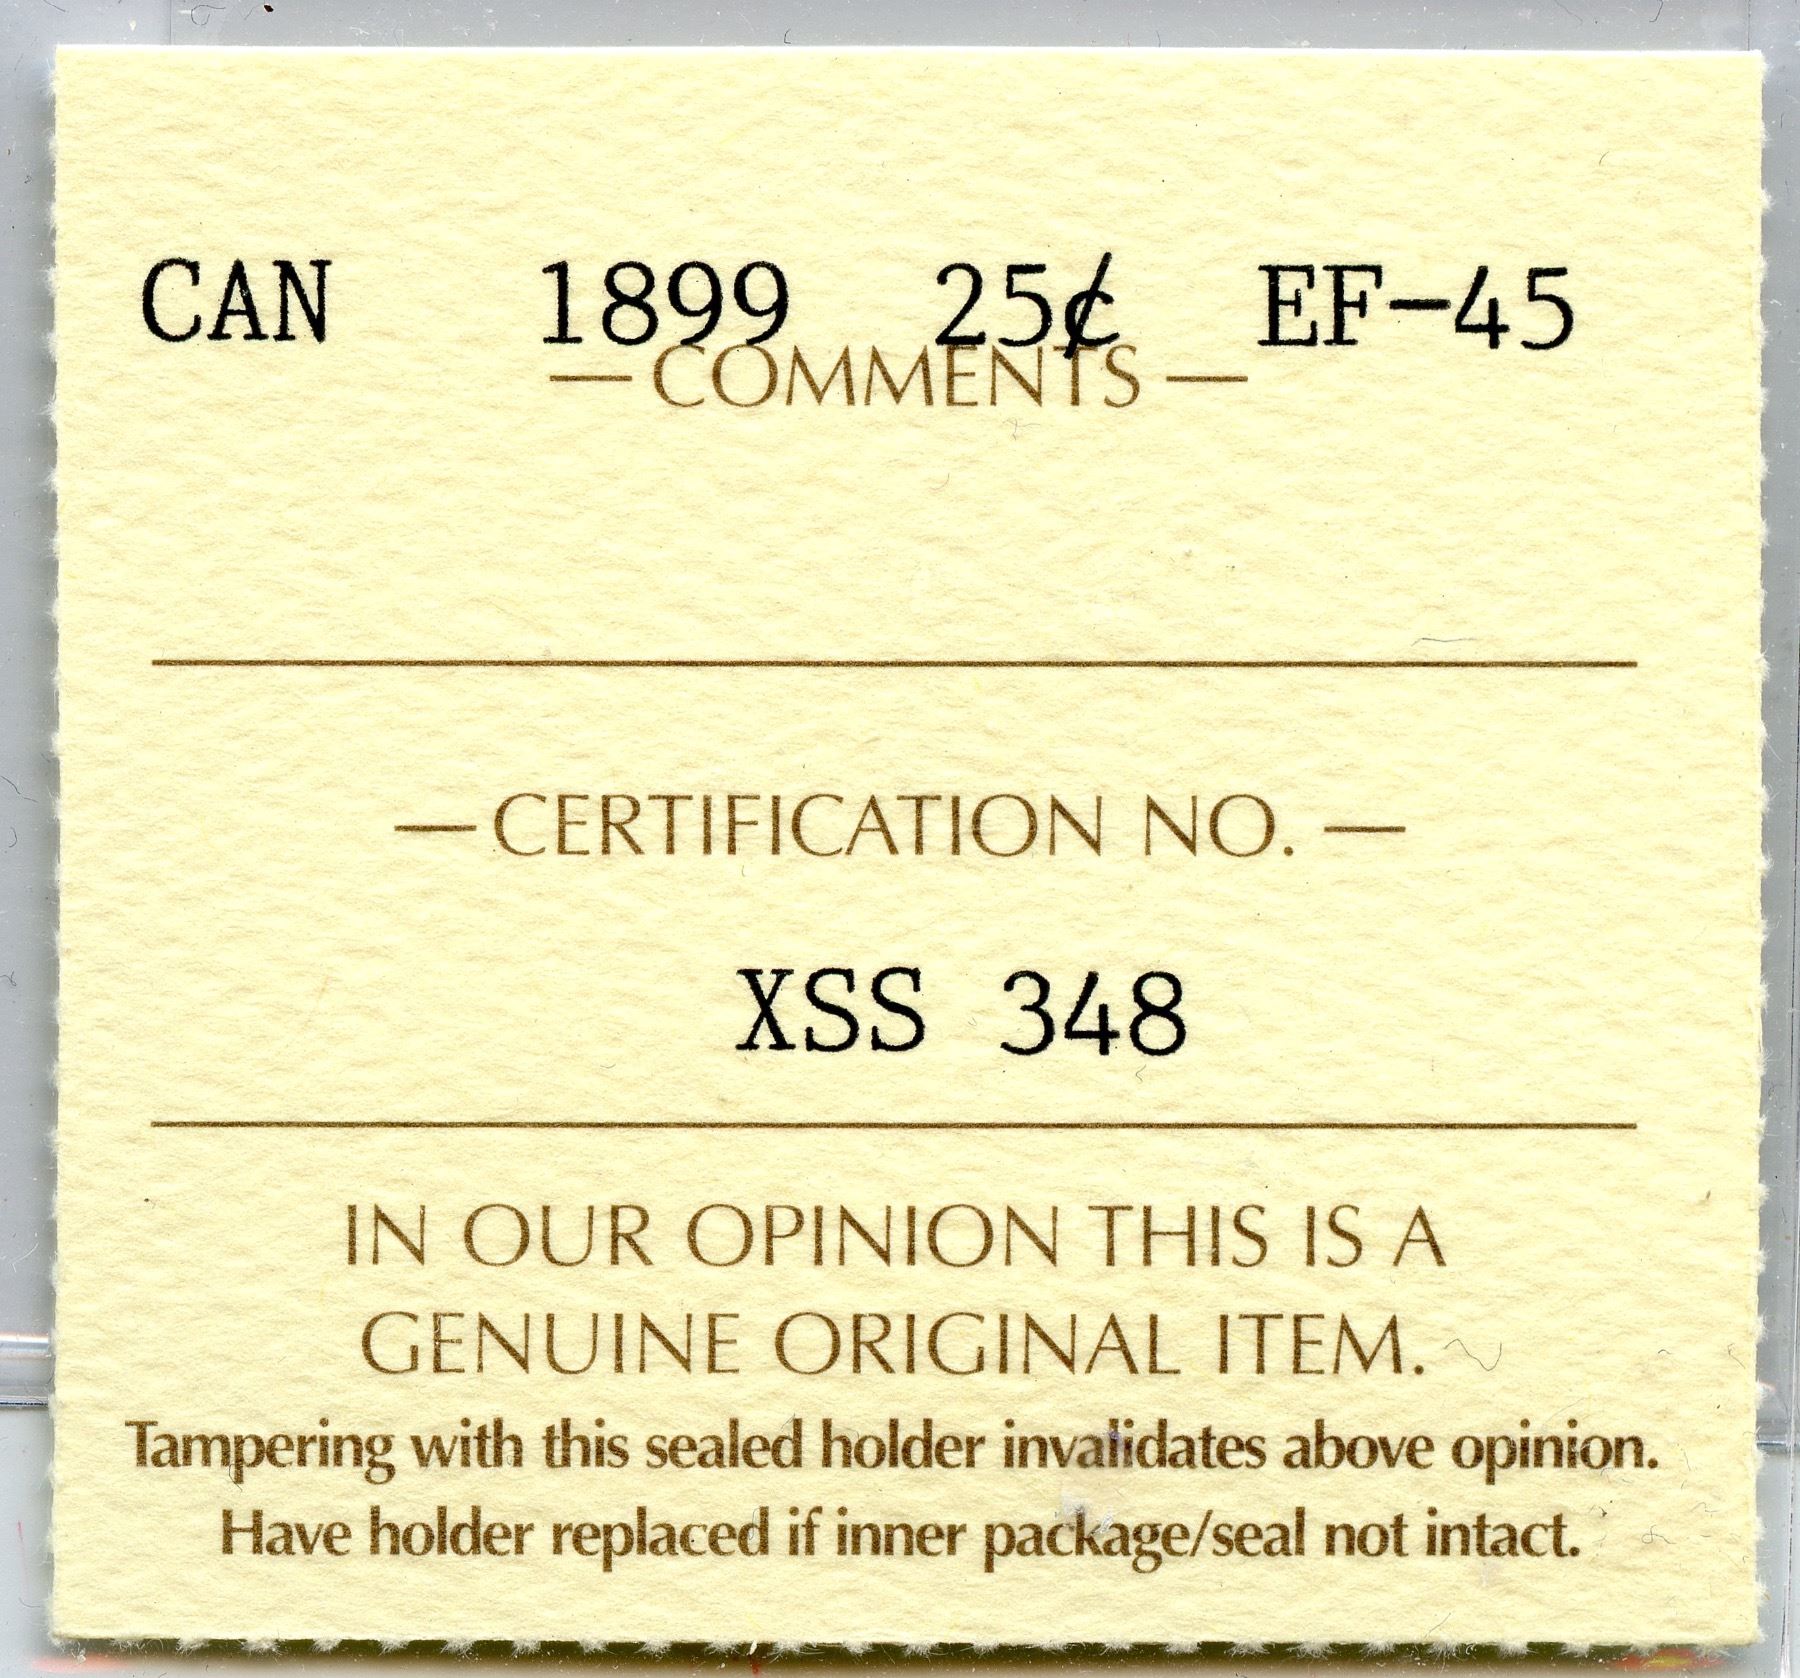 CAN 1899 25¢ EF-45
— COMMENTS —
— CERTIFICATION NO. —
XSS 348
IN OUR OPINION THIS IS A
GENUINE ORIGINAL ITEM.
Tampering with this sealed holder invalidates above opinion.
Have holder replaced if inner package/seal not intact.